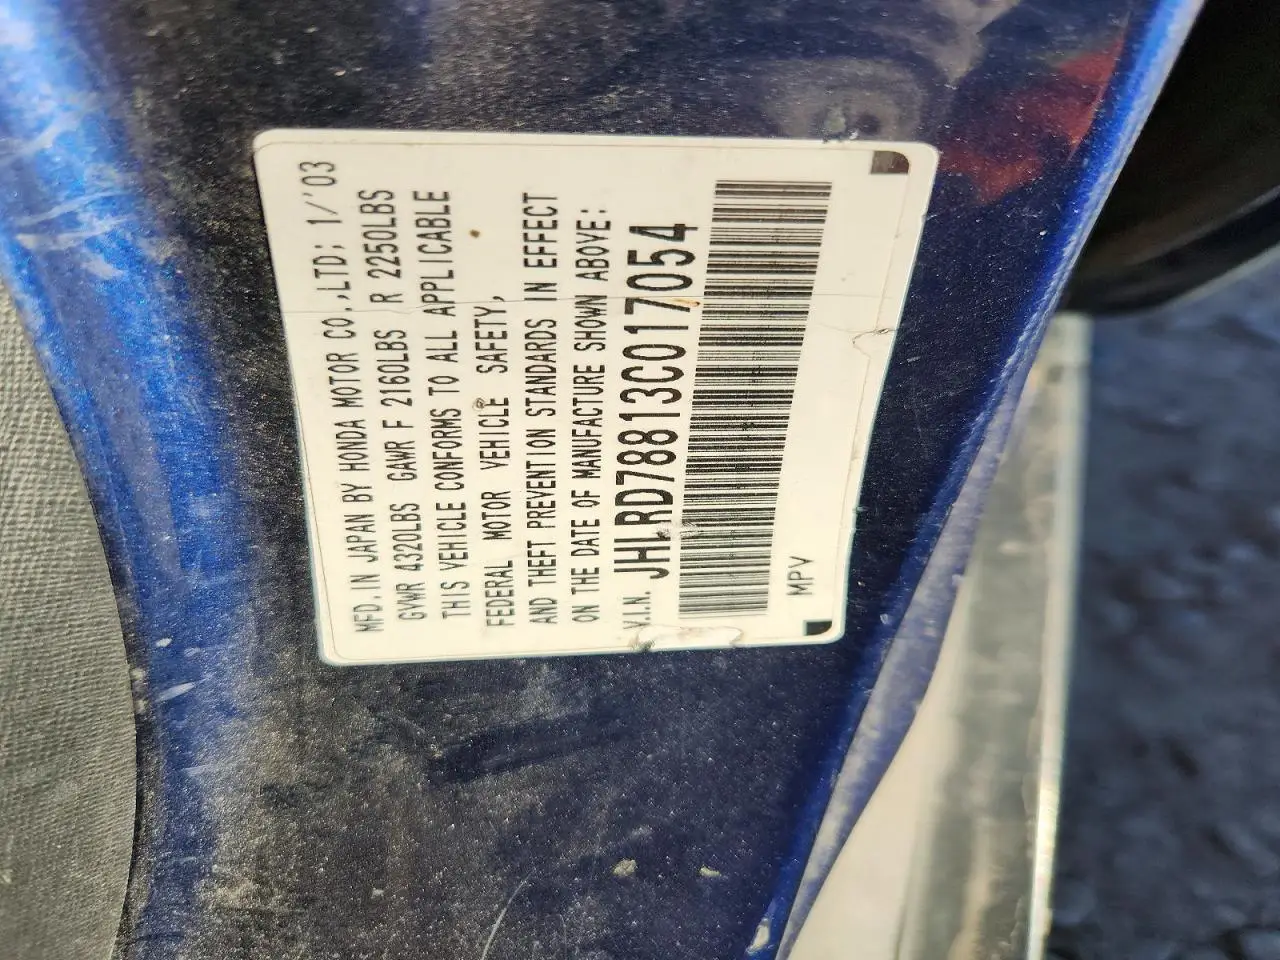 MFD. IN JAPAN BY HONDA MOTOR CO.,LTD: 1/'03
GVWR 4320LBS GAWR F 2160LBS R 2250LBS
THIS VEHICLE CONFORMS TO ALL APPLICABLE
FEDERAL MOTOR VEHICLE SAFETY,
AND THEFT PREVENTION STANDARDS IN EFFECT
ON THE DATE OF MANUFACTURE SHOWN ABOVE:
V.I.N. JHLRD78813C017054
MPV